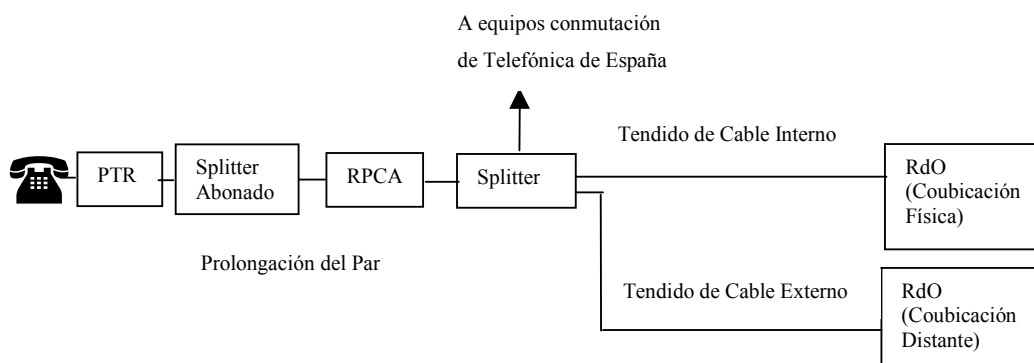 A equipos conmutación
de Telefónica de España
Tendido de Cable Interno
PTR
Splitter
Abonado
RPCA
Splitter
RdO
(Coubicación
Física)
Prolongación del Par
Tendido de Cable Externo
RdO
(Coubicación
Distante)